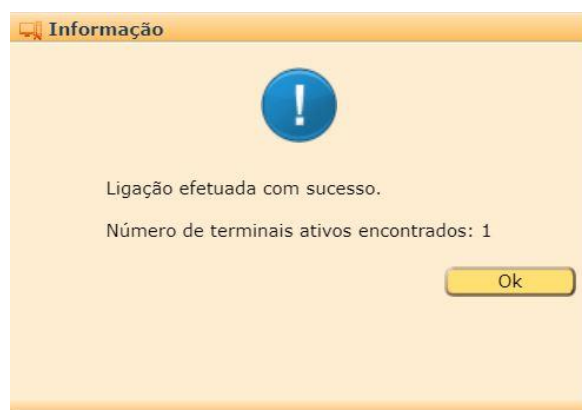 Informação
Ligação efetuada com sucesso.
Número de terminais ativos encontrados: 1
Ok